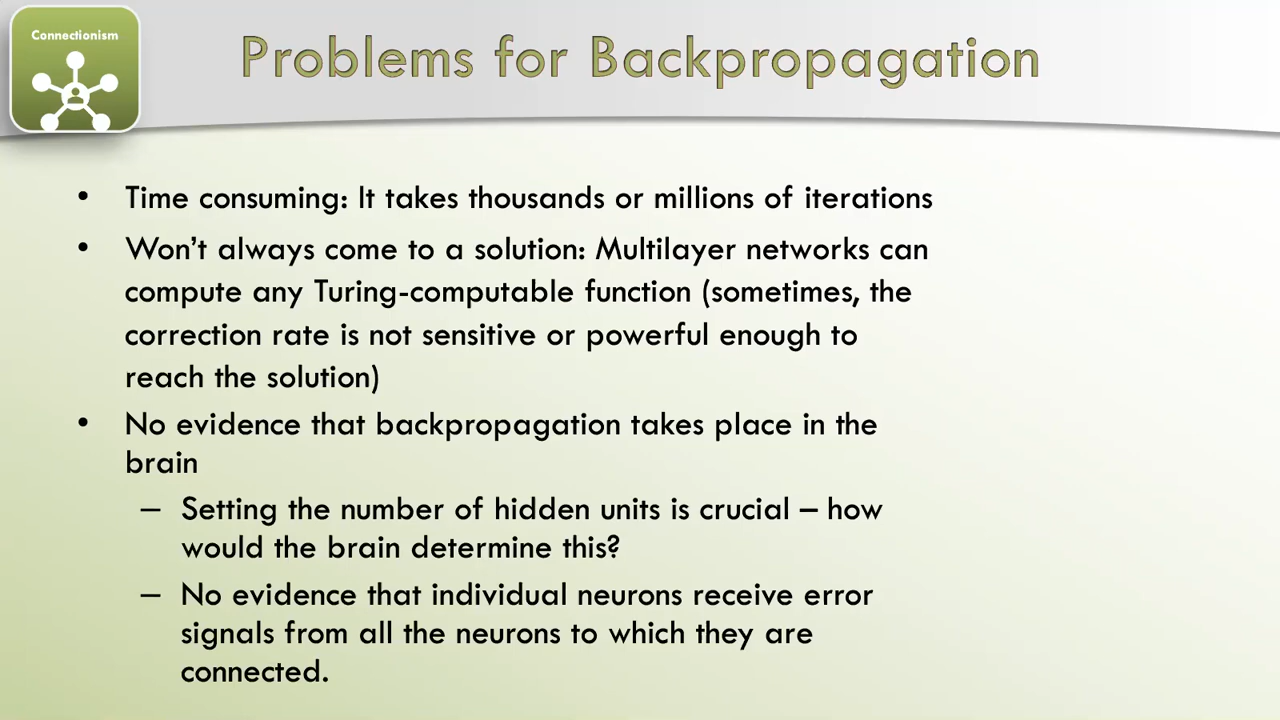 Connectionism
Problems for Backpropagation
• Time consuming: It takes thousands or millions of iterations
• Won't always come to a solution: Multilayer networks can
compute any Turing-computable function (sometimes, the
correction rate is not sensitive or powerful enough to
reach the solution)
• No evidence that backpropagation takes place in the
brain
– Setting the number of hidden units is crucial – how
would the brain determine this?
– No evidence that individual neurons receive error
signals from all the neurons to which they are
connected.